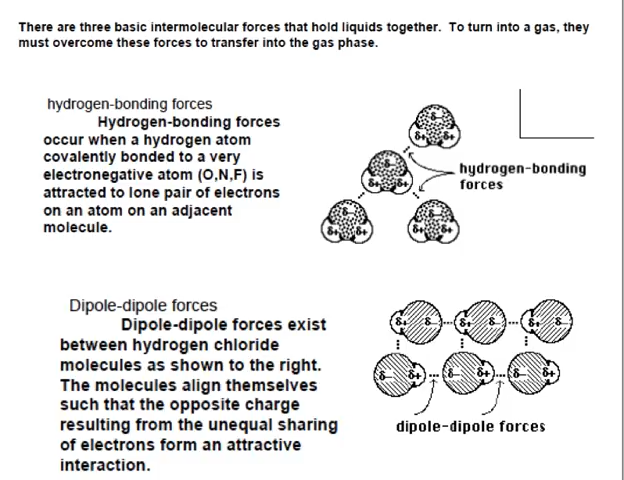 There are three basic intermolecular forces that hold liquids together. To turn into a gas, they
must overcome these forces to transfer into the gas phase.
hydrogen-bonding forces
Hydrogen-bonding forces
occur when a hydrogen atom
covalently bonded to a very
electronegative atom (O,N,F) is
attracted to lone pair of electrons
on an atom on an adjacent
molecule.
δ–
δ+ δ+
δ–
δ+ δ+
hydrogen-bonding
forces
δ– δ–
δ+ δ+ δ+ δ+
Dipole-dipole forces
Dipole-dipole forces exist
between hydrogen chloride
molecules as shown to the right.
The molecules align themselves
such that the opposite charge
resulting from the unequal sharing
of electrons form an attractive
interaction.
δ+ δ– δ+ δ– δ+ δ–
δ– δ+ δ– δ+ δ– δ+
dipole-dipole forces